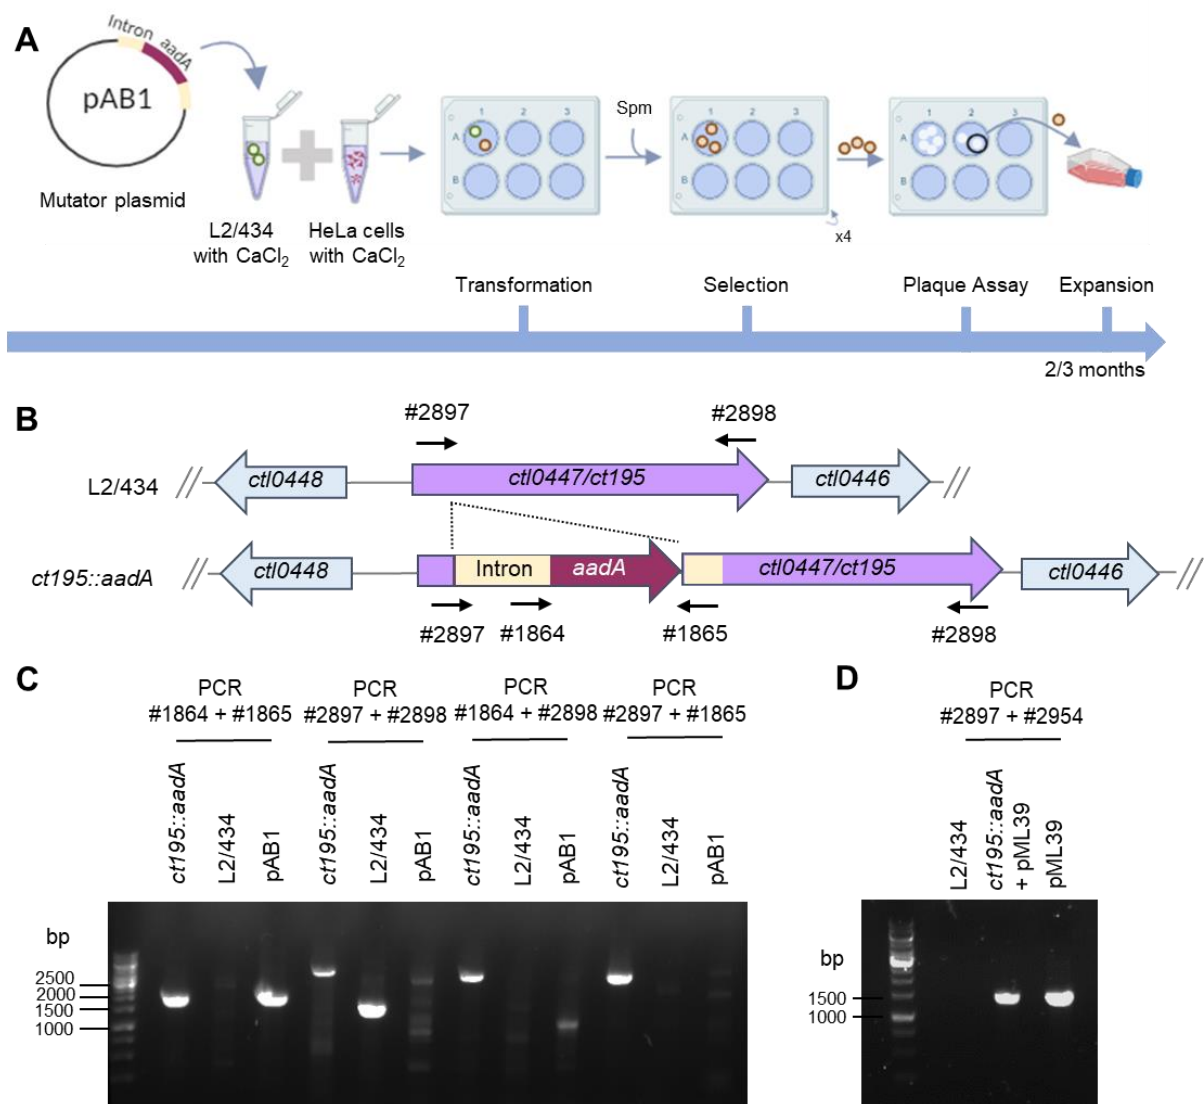 A
Intron aadA
pAB1
Mutator plasmid
L2/434
with CaCl2
HeLa cells
with CaCl2
1 2 3
A
B
Spm
1 2 3
A
B
x4
1 2 3
A
B
Transformation
Selection
Plaque Assay
Expansion
2/3 months
B
#2897
#2898
L2/434
ctl0448
ctl0447/ct195
ctl0446
ct195::aadA
ctl0448
Intron
aadA
ctl0447/ct195
ctl0446
#2897
#1864
#1865
#2898
C
PCR
#1864 + #1865
PCR
#2897 + #2898
PCR
#1864 + #2898
PCR
#2897 + #1865
ct195::aadA
L2/434
pAB1
ct195::aadA
L2/434
pAB1
ct195::aadA
L2/434
pAB1
ct195::aadA
L2/434
pAB1
bp
2500
2000
1500
1000
D
PCR
#2897 + #2954
L2/434
ct195::aadA
+ pML39
pML39
bp
1500
1000